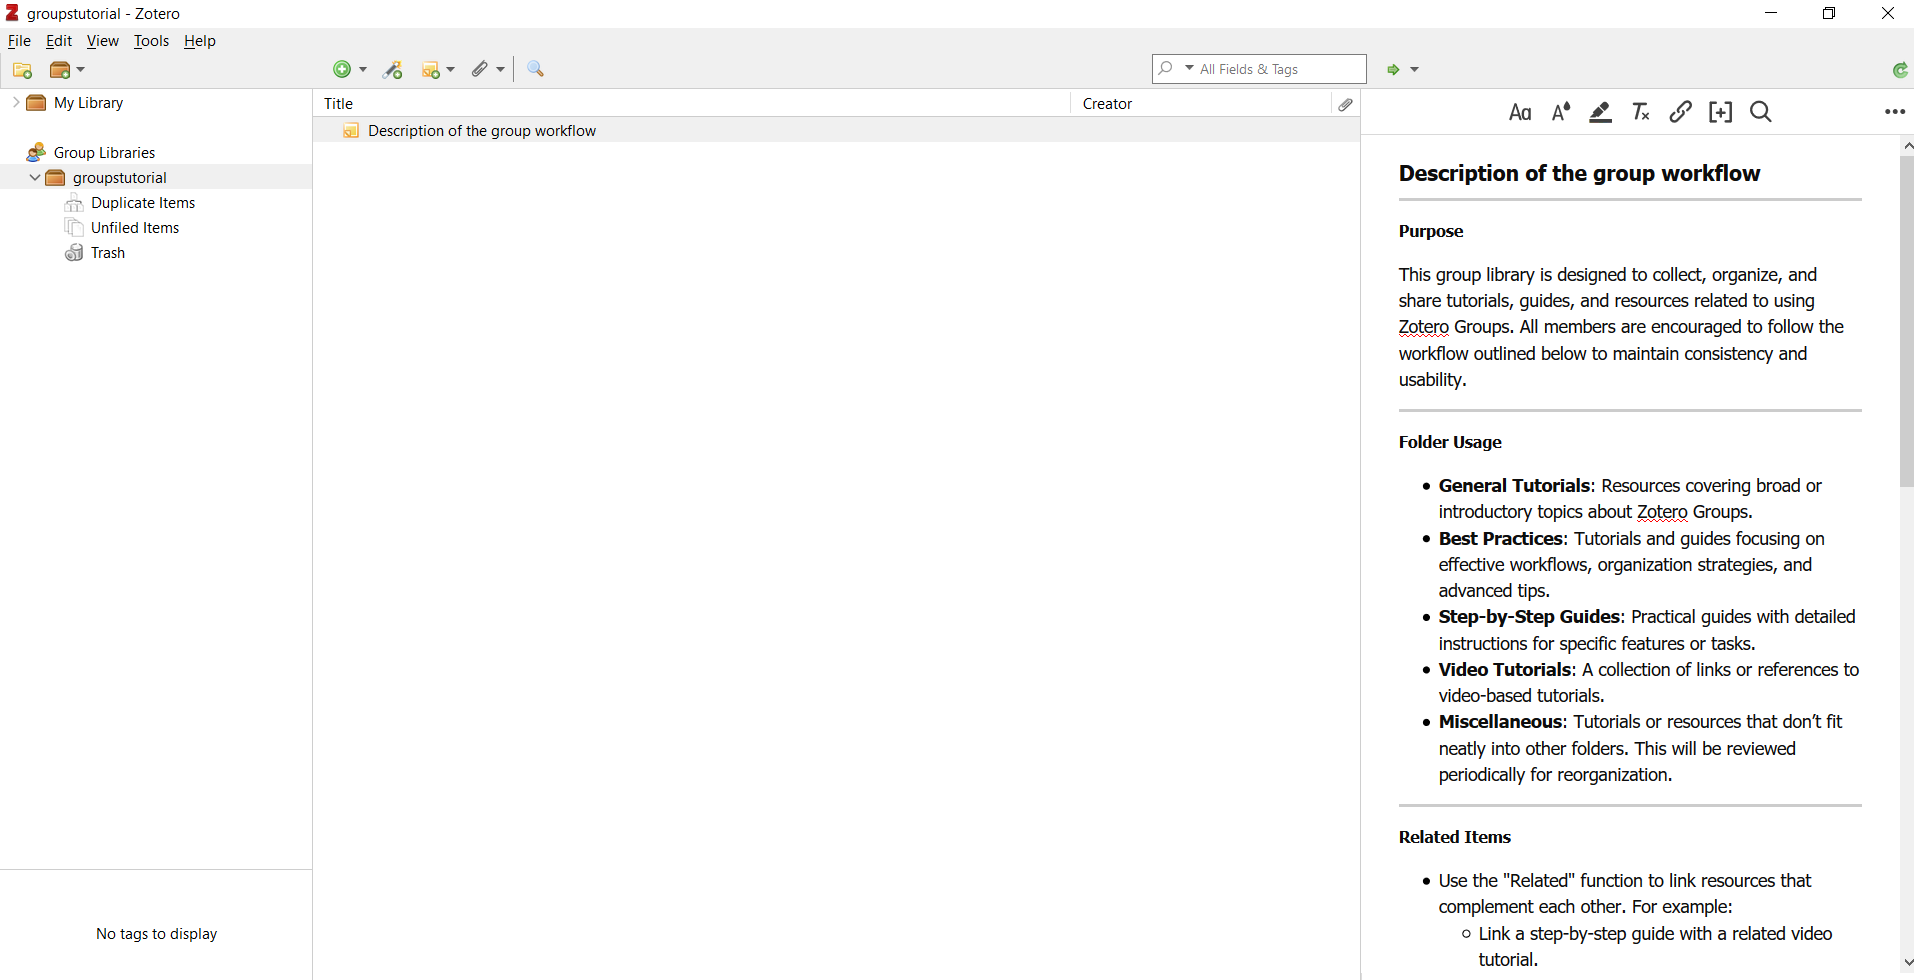 groupstutorial - Zotero
File Edit View Tools Help
All Fields & Tags
My Library
Group Libraries
groupstutorial
Duplicate Items
Unfiled Items
Trash
No tags to display
Title Creator
Description of the group workflow
Description of the group workflow
Purpose
This group library is designed to collect, organize, and
share tutorials, guides, and resources related to using
Zotero Groups. All members are encouraged to follow the
workflow outlined below to maintain consistency and
usability.
Folder Usage
• General Tutorials: Resources covering broad or
introductory topics about Zotero Groups.
• Best Practices: Tutorials and guides focusing on
effective workflows, organization strategies, and
advanced tips.
• Step-by-Step Guides: Practical guides with detailed
instructions for specific features or tasks.
• Video Tutorials: A collection of links or references to
video-based tutorials.
• Miscellaneous: Tutorials or resources that don’t fit
neatly into other folders. This will be reviewed
periodically for reorganization.
Related Items
• Use the "Related" function to link resources that
complement each other. For example:
○ Link a step-by-step guide with a related video
tutorial.